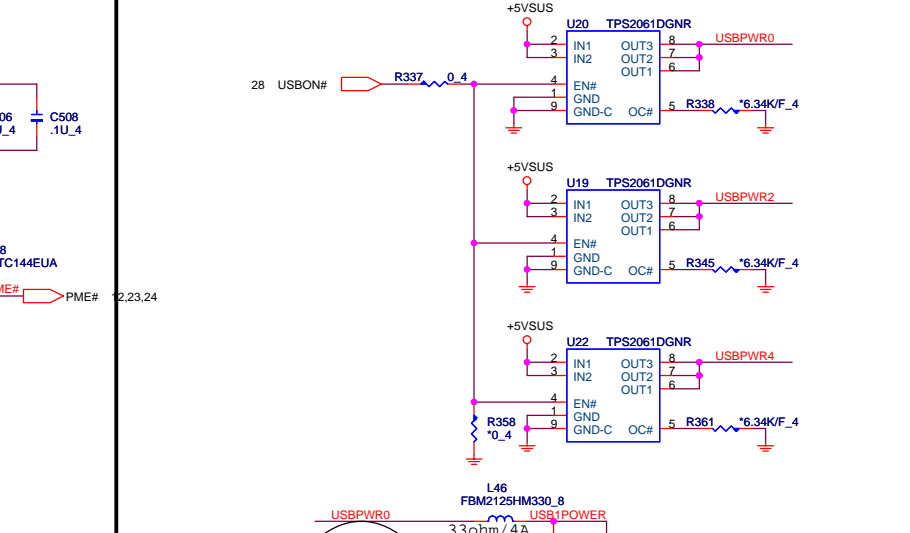 +5VSUS
U20 TPS2061DGNR
2 IN1 OUT3 8 USBPWR0
3 IN2 OUT2 7
OUT1 6
28 USBON# R337 0_4 4 EN#
1 GND
9 GND-C OC# 5 R338 *6.34K/F_4
06 C508
U_4 .1U_4
+5VSUS
U19 TPS2061DGNR
2 IN1 OUT3 8 USBPWR2
3 IN2 OUT2 7
OUT1 6
4 EN#
1 GND
9 GND-C OC# 5 R345 *6.34K/F_4
8
TC144EUA
ME# PME# 12,23,24
+5VSUS
U22 TPS2061DGNR
2 IN1 OUT3 8 USBPWR4
3 IN2 OUT2 7
OUT1 6
4 EN#
1 GND
9 GND-C OC# 5 R361 *6.34K/F_4
R358
*0_4
L46
FBM2125HM330_8
USBPWR0 USB1POWER
33ohm/4A